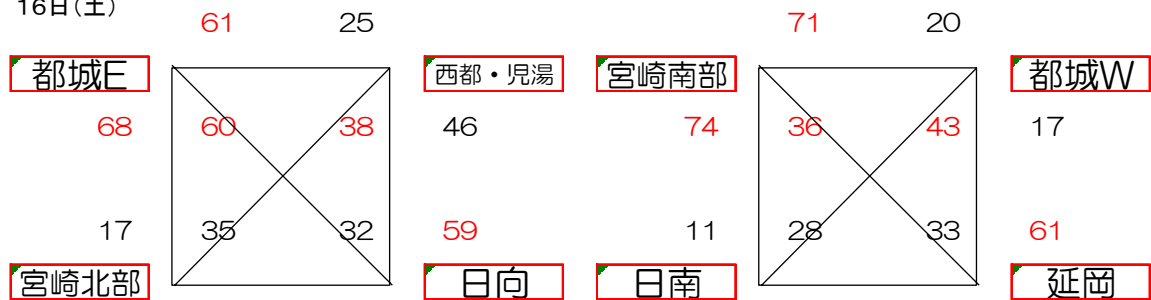 16日(土)
61 25 71 20
都城E 西都・児湯 宮崎南部 都城W
68 60 38 46 74 36 43 17
17 35 32 59 11 28 33 61
宮崎北部 日向 日南 延岡